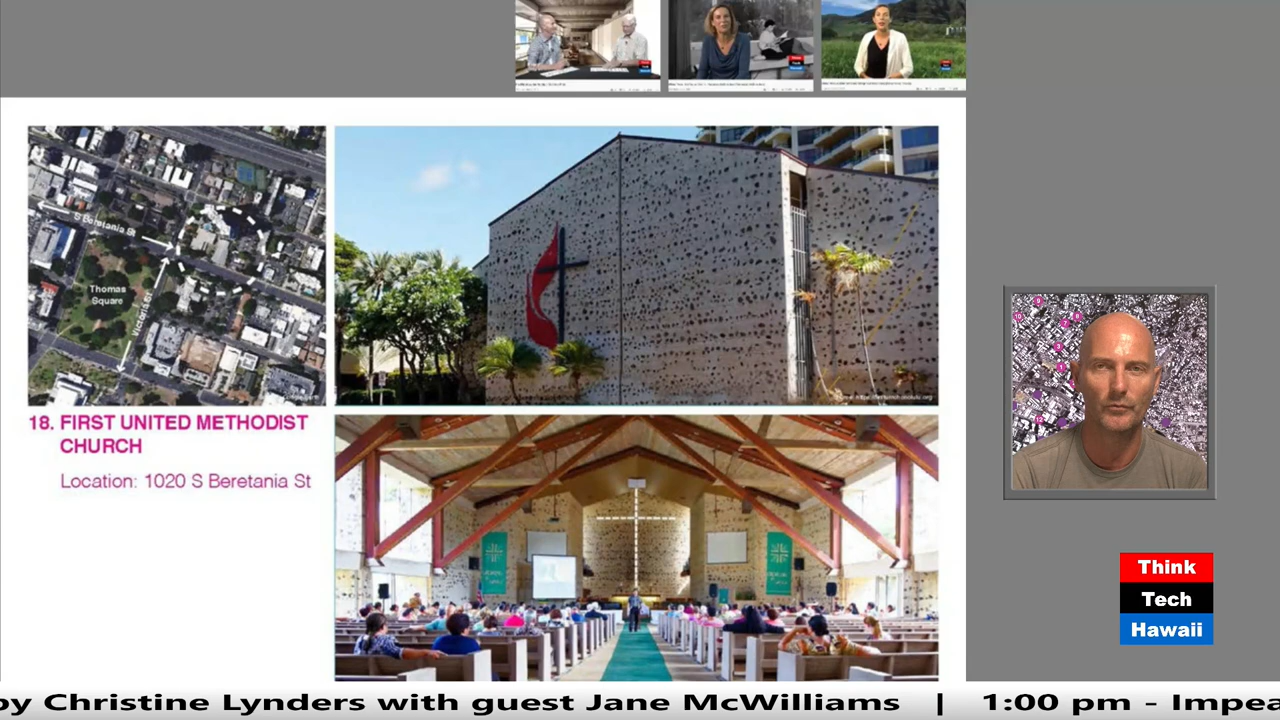 S Beretania St
Thomas
Square
Victoria St
18. FIRST UNITED METHODIST
CHURCH
Location: 1020 S Beretania St
Think
Tech
Hawaii
by Christine Lynders with guest Jane McWilliams | 1:00 pm - Impea